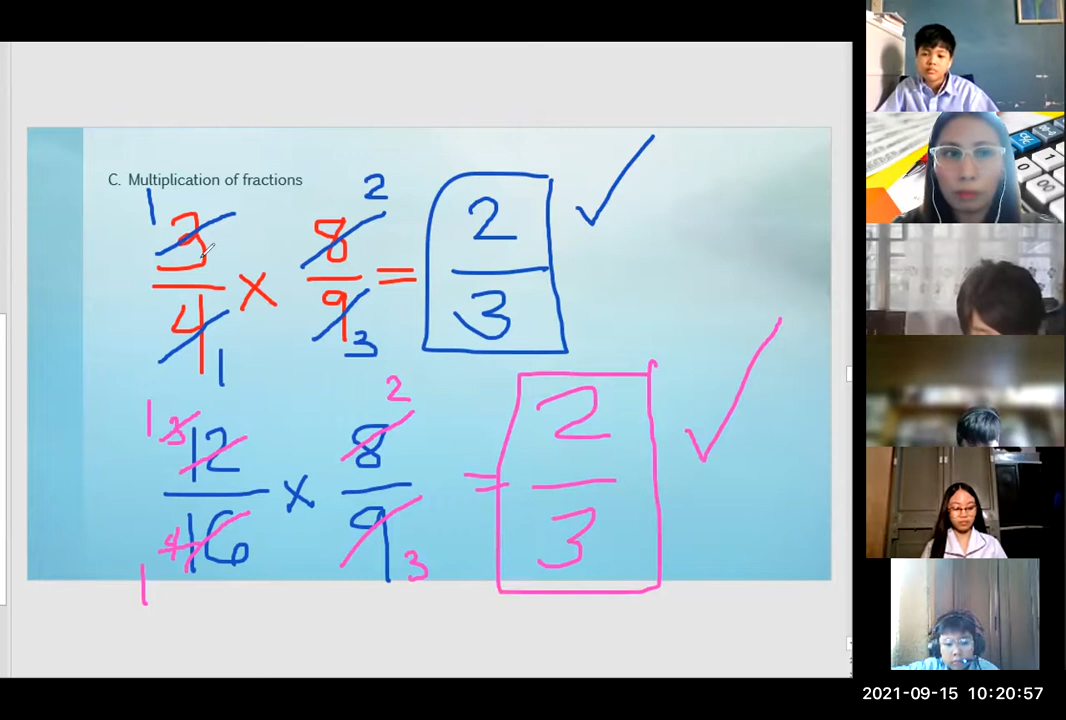 C. Multiplication of fractions
1 2
3 8 2
— × — = —
4 9 3
1 3
1 3 2
12 8 2
— × — = —
4 16 9 3
1 3
2021-09-15 10:20:57